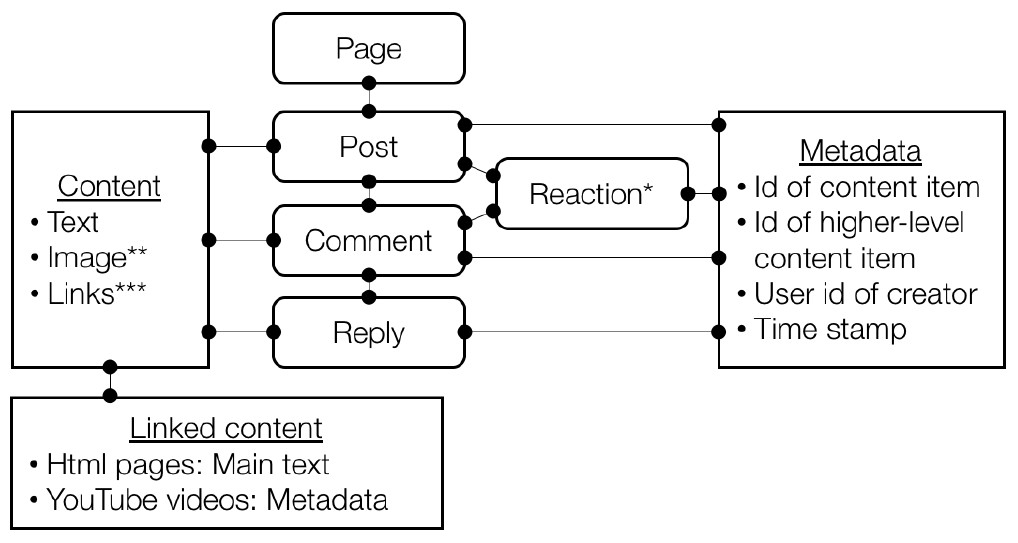 Page
Post
Comment
Reply
Reaction*
Content
• Text
• Image**
• Links***
Metadata
• Id of content item
• Id of higher-level
content item
• User id of creator
• Time stamp
Linked content
• Html pages: Main text
• YouTube videos: Metadata